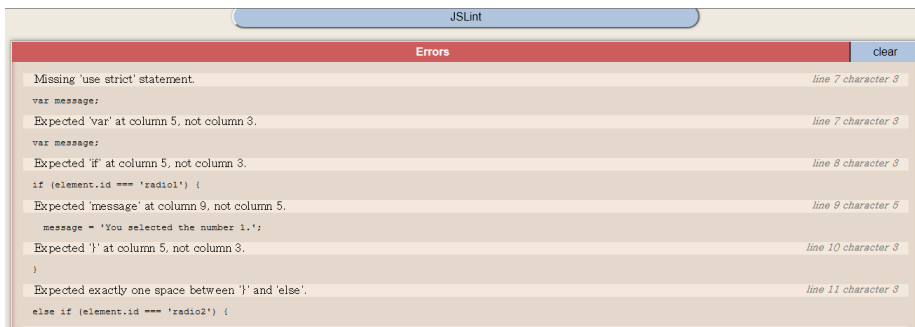 JSLint
Errors clear
Missing 'use strict' statement. line 7 character 3
var message;
Expected 'var' at column 5, not column 3. line 7 character 3
var message;
Expected 'if' at column 5, not column 3. line 8 character 3
if (element.id === 'radio1') {
Expected 'message' at column 9, not column 5. line 9 character 5
message = 'You selected the number 1.';
Expected '}' at column 5, not column 3. line 10 character 3
}
Expected exactly one space between '}' and 'else'. line 11 character 3
else if (element.id === 'radio2') {